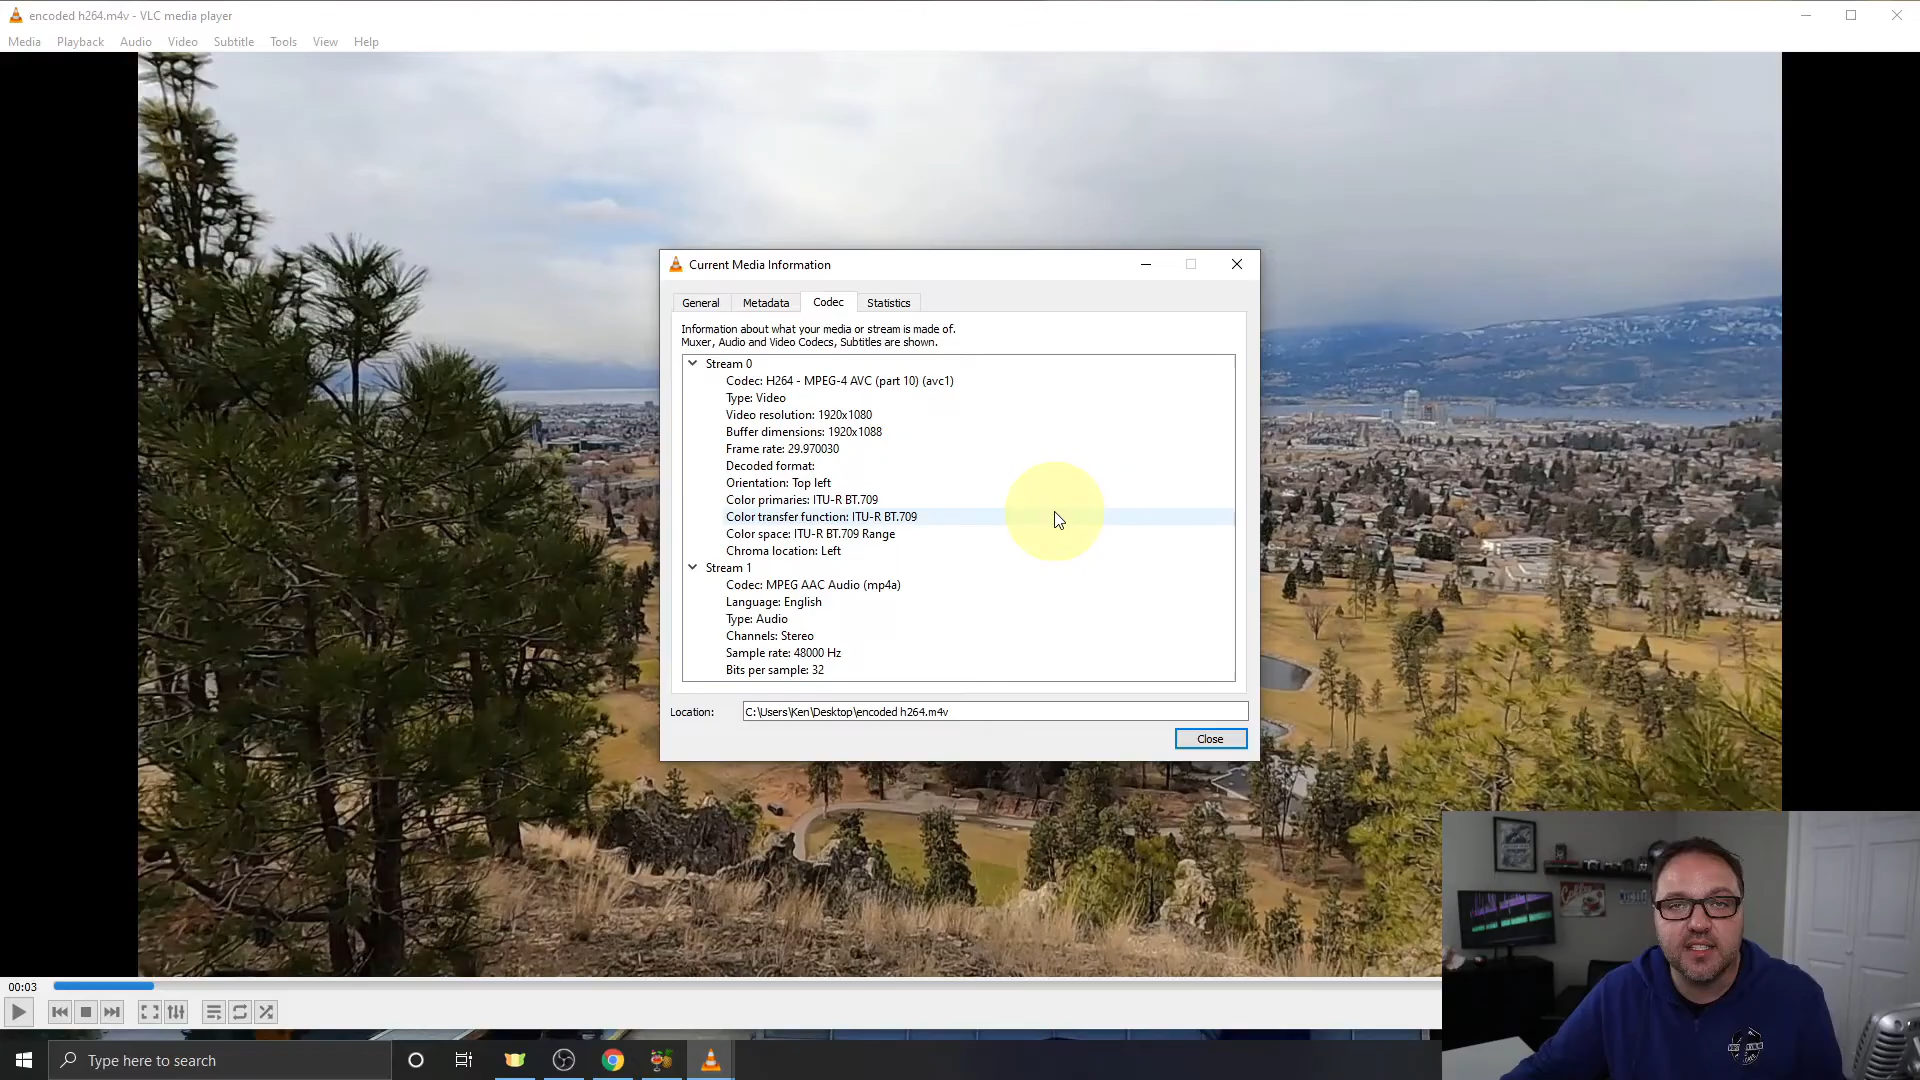 encoded h264.m4v - VLC media player
Media Playback Audio Video Subtitle Tools View Help
Current Media Information
General Metadata Codec Statistics
Information about what your media or stream is made of.
Muxer, Audio and Video Codecs, Subtitles are shown.
Stream 0
Codec: H264 - MPEG-4 AVC (part 10) (avc1)
Type: Video
Video resolution: 1920x1080
Buffer dimensions: 1920x1088
Frame rate: 29.970030
Decoded format:
Orientation: Top left
Color primaries: ITU-R BT.709
Color transfer function: ITU-R BT.709
Color space: ITU-R BT.709 Range
Chroma location: Left
Stream 1
Codec: MPEG AAC Audio (mp4a)
Language: English
Type: Audio
Channels: Stereo
Sample rate: 48000 Hz
Bits per sample: 32
Location: C:\Users\Ken\Desktop\encoded h264.m4v
Close
00:03
Type here to search